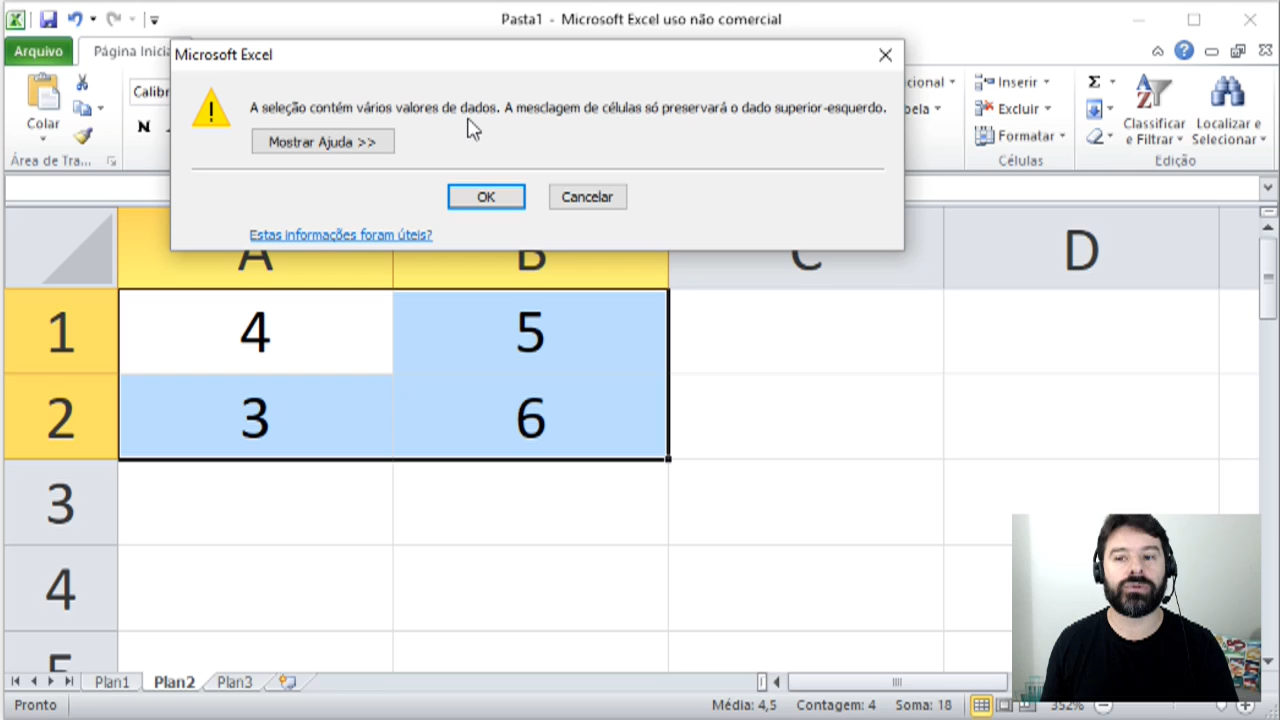 Pasta1 - Microsoft Excel uso não comercial
Arquivo
Página Inicia
Microsoft Excel
A seleção contém vários valores de dados. A mesclagem de células só preservará o dado superior-esquerdo.
Mostrar Ajuda >>
OK
Cancelar
Estas informações foram úteis?
Colar
Área de Tra...
Calibr
N
cional
bela
Inserir
Excluir
Formatar
Células
Σ
Classificar
e Filtrar
Localizar e
Selecionar
Edição
A B C D
1 4 5
2 3 6
3
4
5
Plan1 Plan2 Plan3
Pronto
Média: 4,5 Contagem: 4 Soma: 18 352%